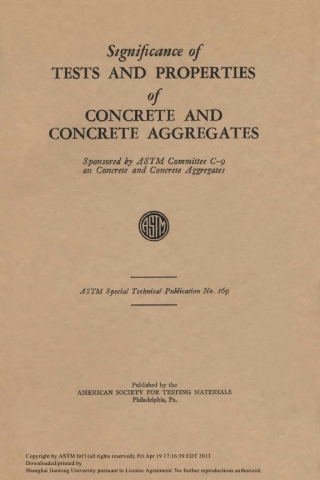 Significance of
TESTS AND PROPERTIES
of
CONCRETE AND
CONCRETE AGGREGATES
Sponsored by ASTM Committee C-9
on Concrete and Concrete Aggregates
ASTM
ASTM Special Technical Publication No. 169
Published by the
AMERICAN SOCIETY FOR TESTING MATERIALS
Philadelphia, Pa.
Copyright by ASTM Int'l (all rights reserved); Fri Apr 19 17:16:39 EDT 2013
Downloaded/printed by
Shanghai Jiaotong University pursuant to License Agreement. No further reproductions authorized.